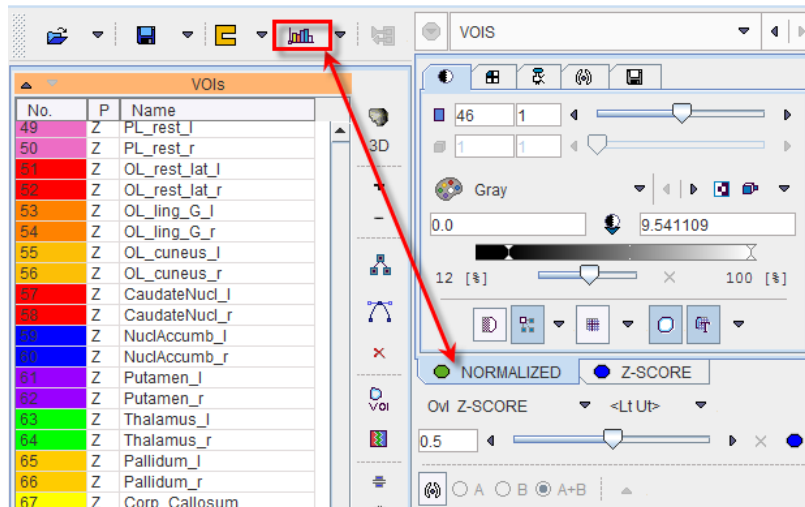 VOIS
VOIs
No. P Name
49 Z PL_rest_l
50 Z PL_rest_r
51 Z OL_rest_lat_l
52 Z OL_rest_lat_r
53 Z OL_ling_G_l
54 Z OL_ling_G_r
55 Z OL_cuneus_l
56 Z OL_cuneus_r
57 Z CaudateNucl_l
58 Z CaudateNucl_r
59 Z NuclAccumb_l
60 Z NuclAccumb_r
61 Z Putamen_l
62 Z Putamen_r
63 Z Thalamus_l
64 Z Thalamus_r
65 Z Pallidum_l
66 Z Pallidum_r
67 Z Corp_Callosum
3D
+
−
VOI
46 1
1 1
Gray
0.0 9.541109
12 [%] 100 [%]
NORMALIZED Z-SCORE
Ovl Z-SCORE <Lt Ut>
0.5
A B A+B